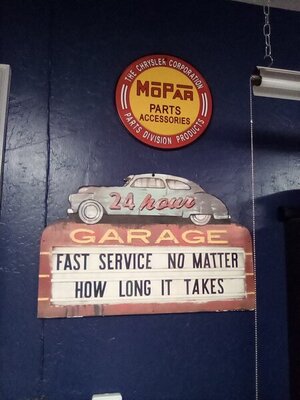 THE CHRYSLER CORPORATION
MOPAR
PARTS
ACCESSORIES
PARTS DIVISION PRODUCTS
24 hour
GARAGE
FAST SERVICE NO MATTER
HOW LONG IT TAKES